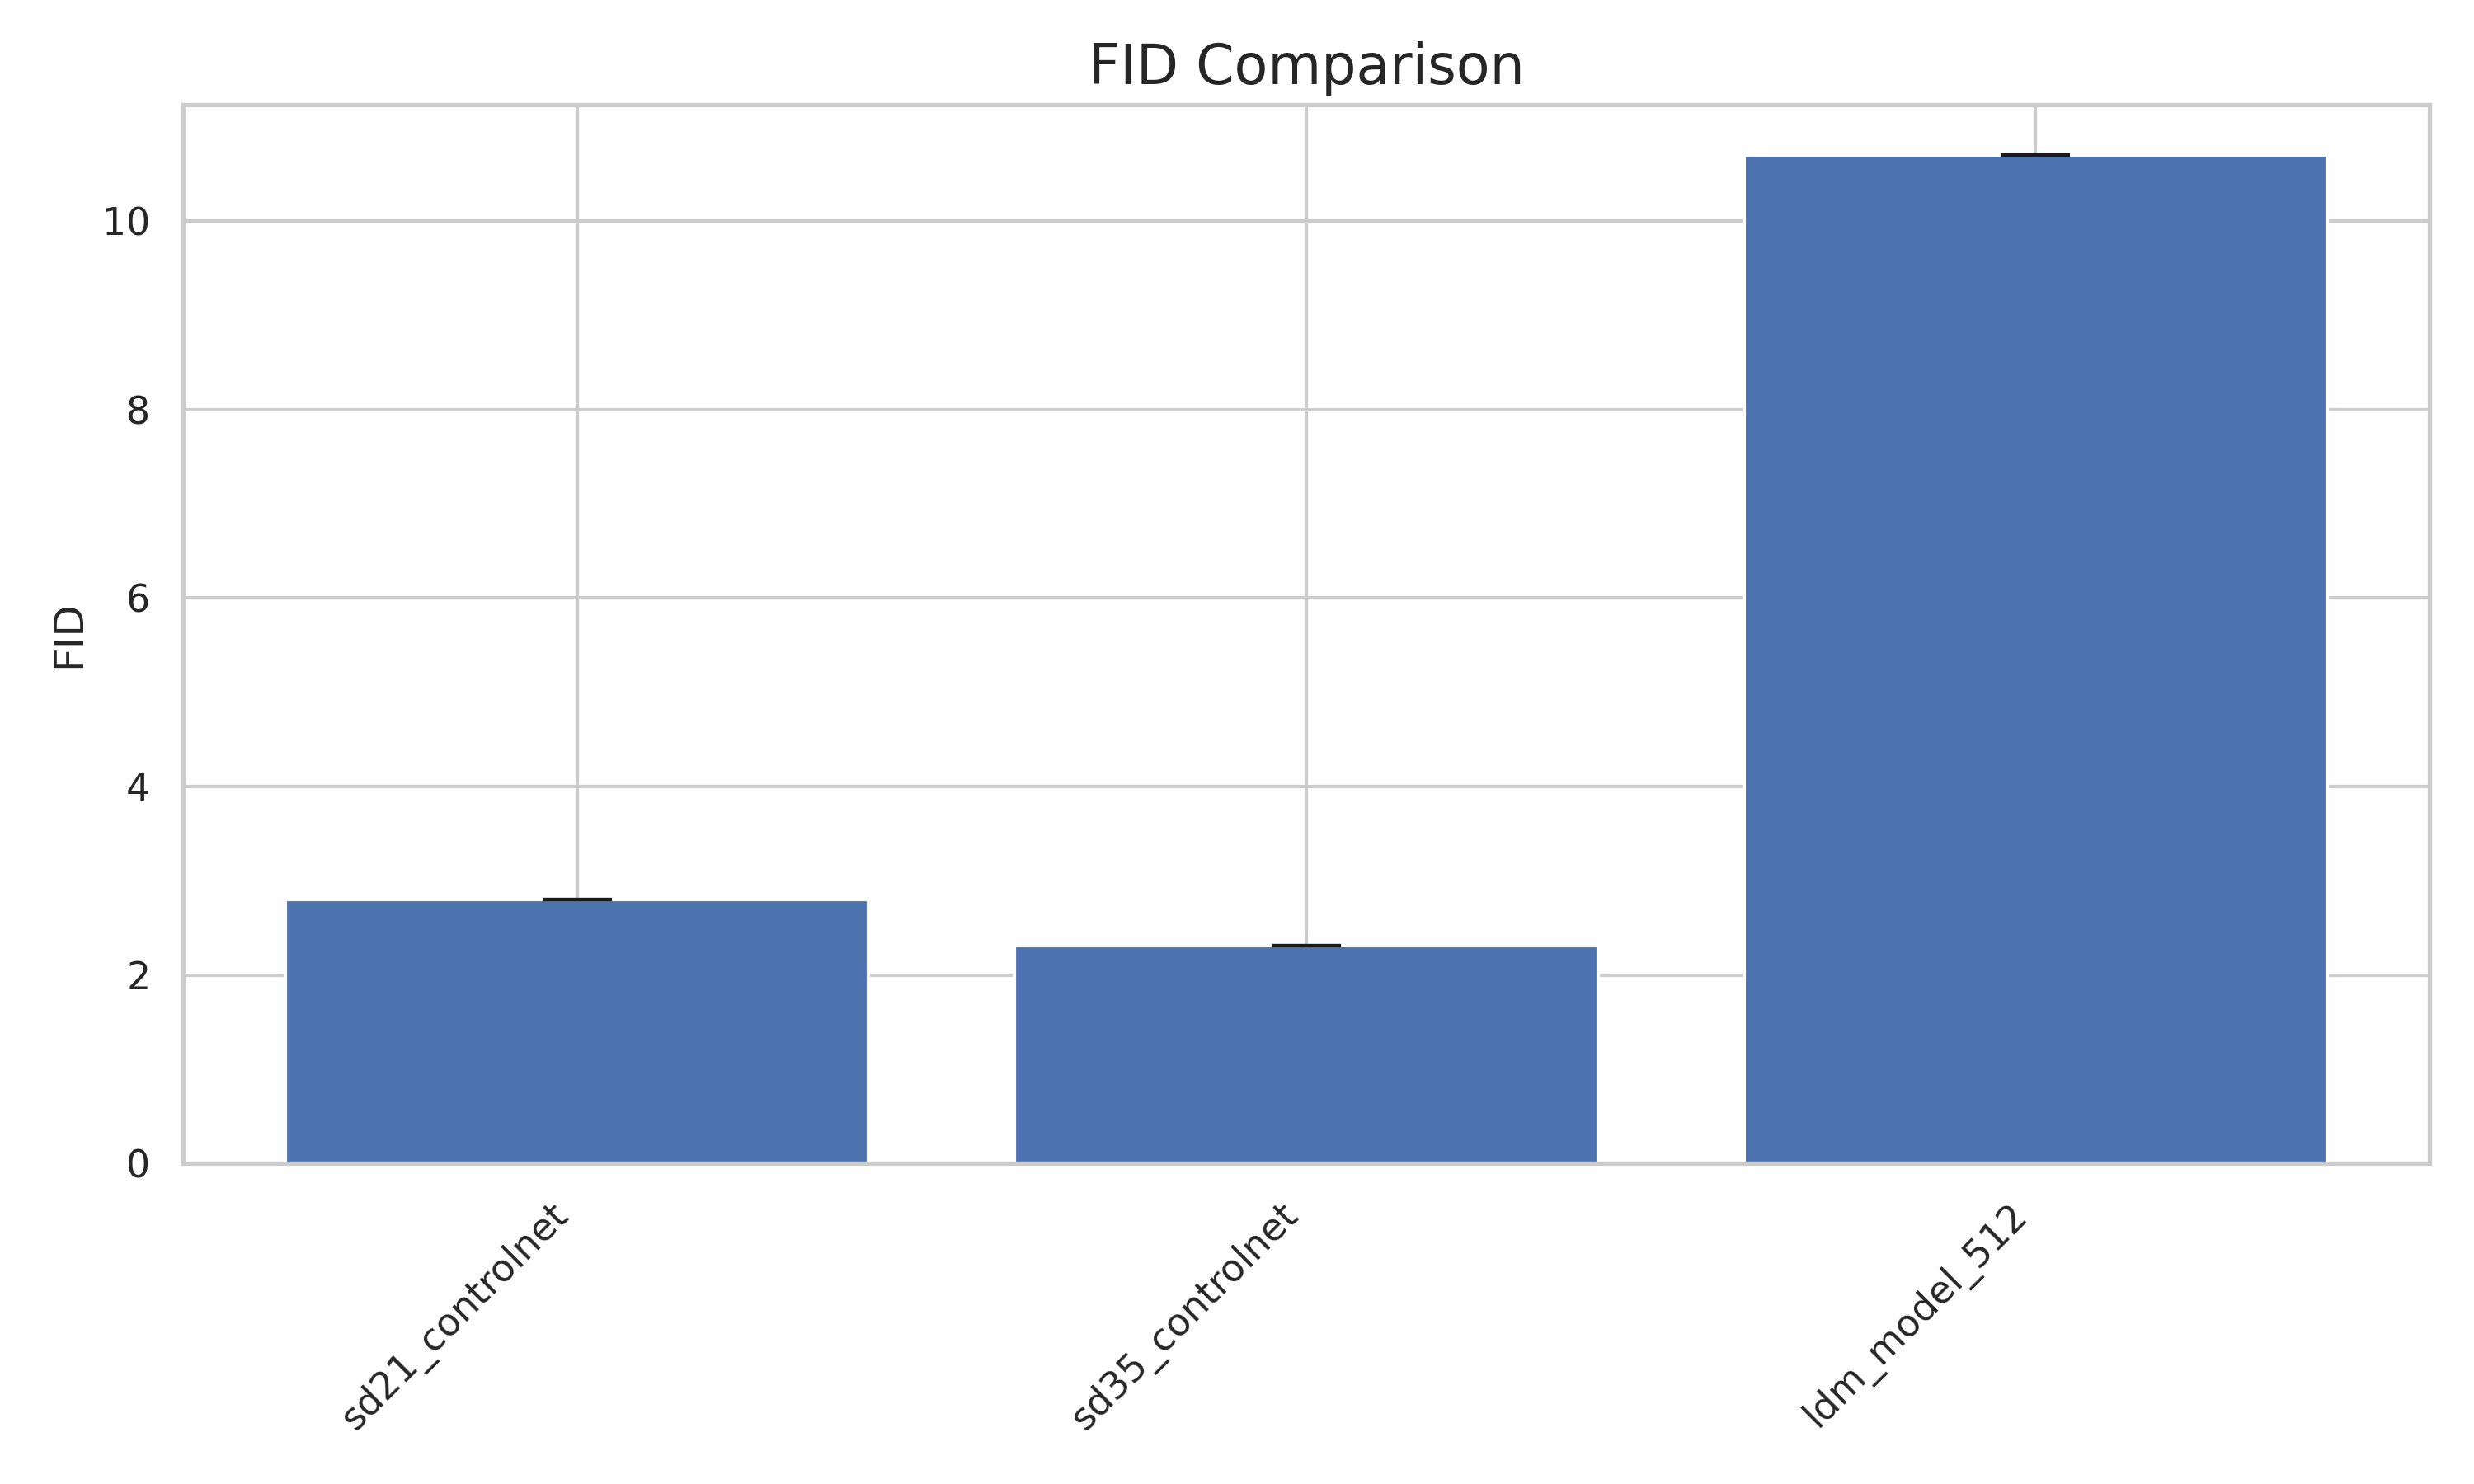 FID Comparison
10
8
6
4
2
0
FID
sd21_controlnet
sd35_controlnet
ldm_model_512